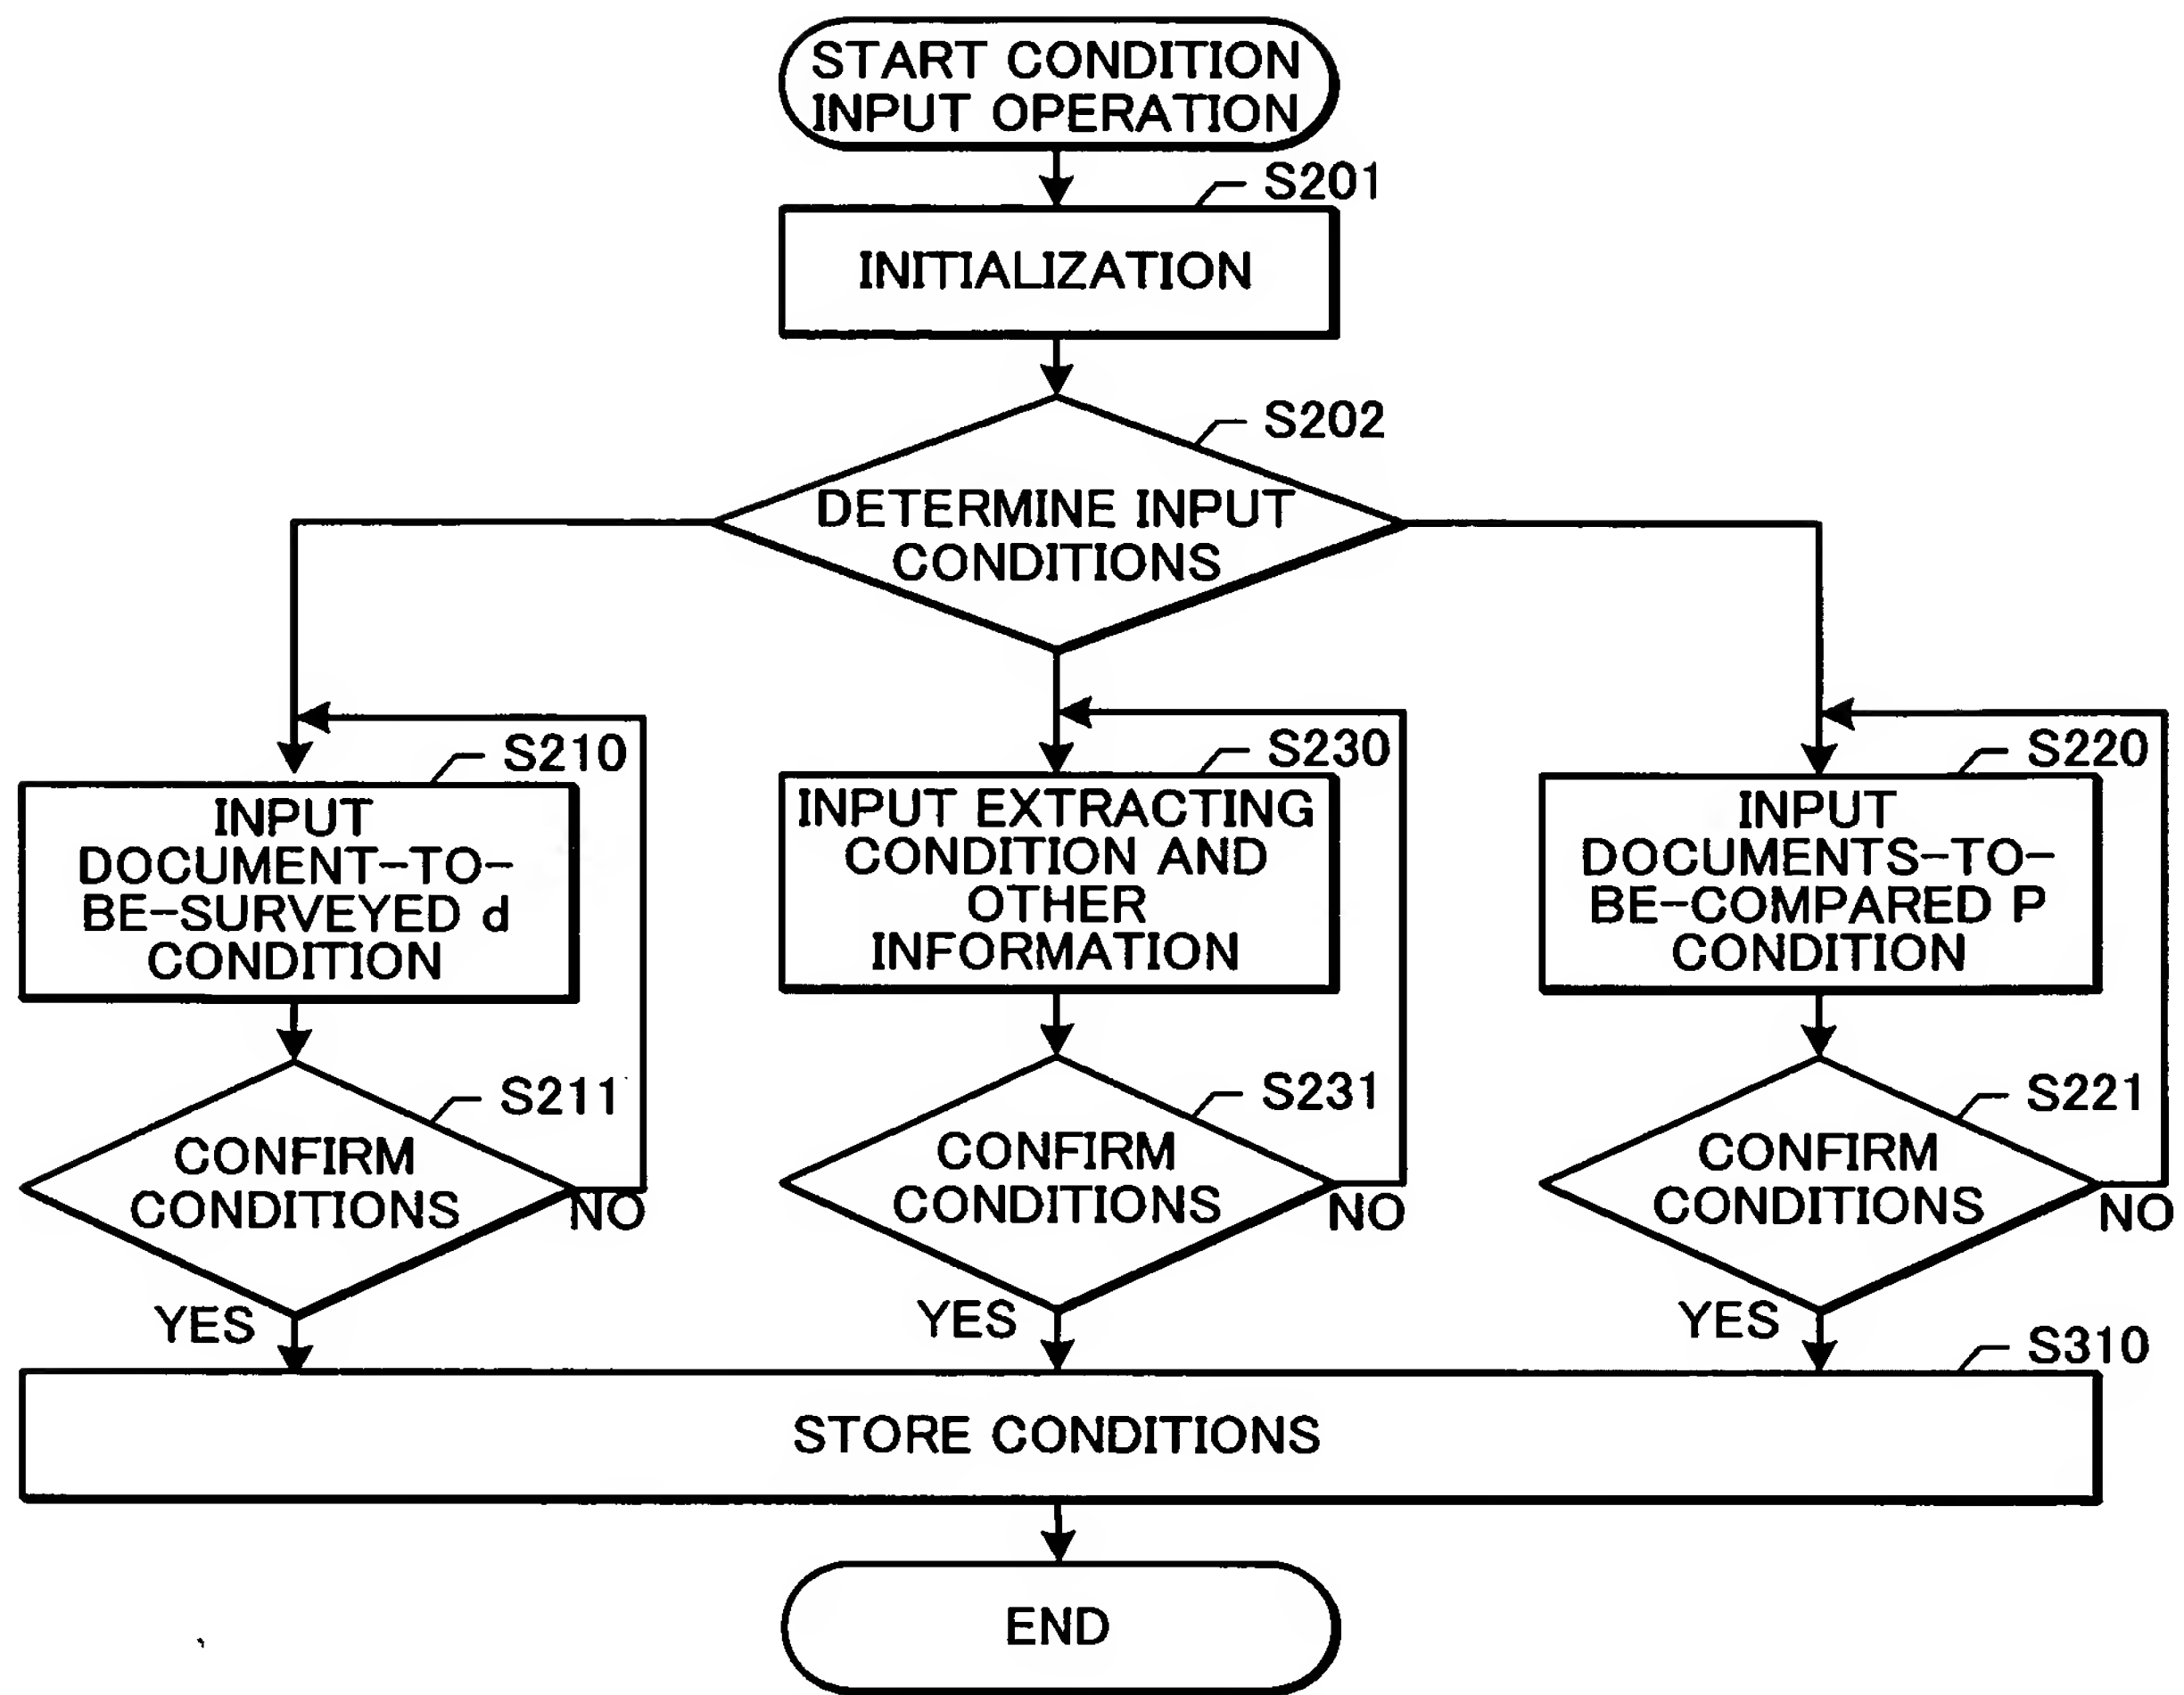 START CONDITION
INPUT OPERATION
S201
INITIALIZATION
S202
DETERMINE INPUT
CONDITIONS
S210
INPUT
DOCUMENT-TO-
BE-SURVEYED d
CONDITION
S230
INPUT EXTRACTING
CONDITION AND
OTHER
INFORMATION
S220
INPUT
DOCUMENTS-TO-
BE-COMPARED P
CONDITION
S211
CONFIRM
CONDITIONS
NO
YES
S231
CONFIRM
CONDITIONS
NO
YES
S221
CONFIRM
CONDITIONS
NO
YES
S310
STORE CONDITIONS
END